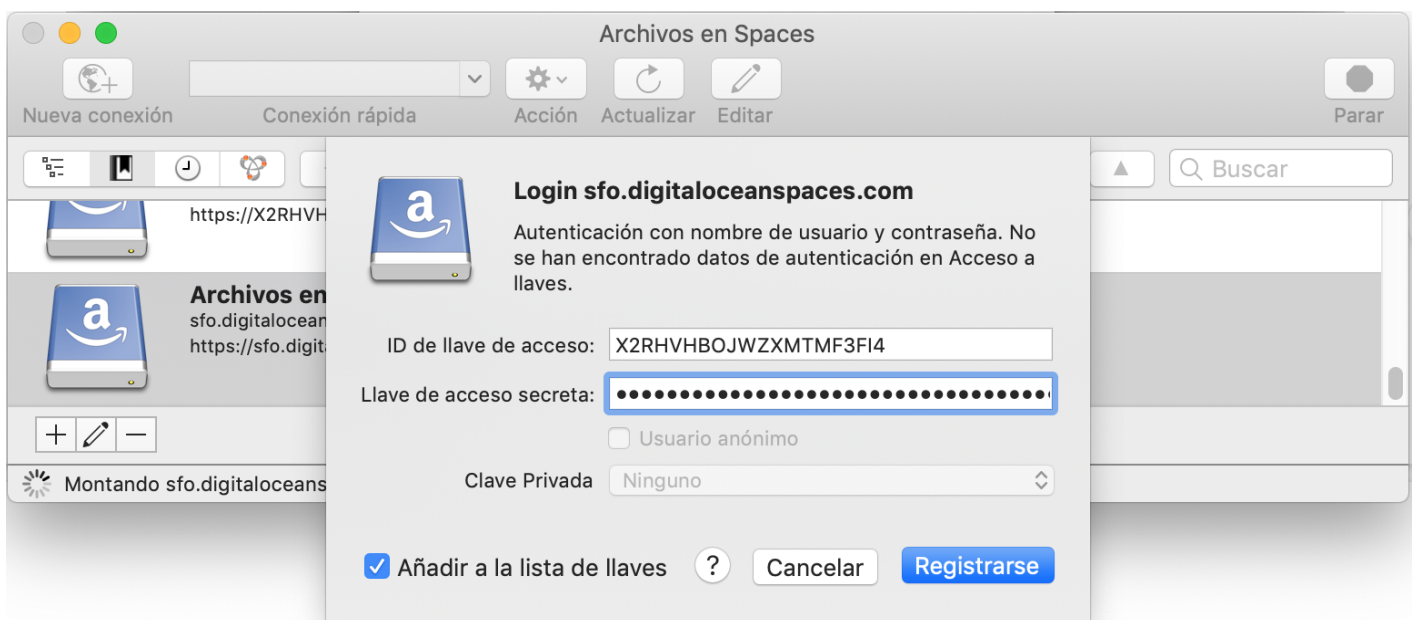 Archivos en Spaces
Nueva conexión
Conexión rápida
Acción
Actualizar
Editar
Parar
Buscar
https://X2RHVH
Archivos en
sfo.digitalocean
https://sfo.digit
Login sfo.digitaloceanspaces.com
Autenticación con nombre de usuario y contraseña. No
se han encontrado datos de autenticación en Acceso a
llaves.
ID de llave de acceso: X2RHVHBOJWZXMTMF3FI4
Llave de acceso secreta: ••••••••••••••••••••••••••••••••••
Usuario anónimo
Clave Privada Ninguno
Añadir a la lista de llaves ? Cancelar Registrarse
Montando sfo.digitaloceans